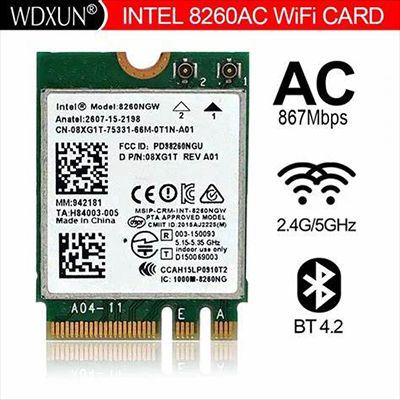 WDXUN® INTEL 8260AC WiFi CARD
Intel® Model:8260NGW
Anatel:2607-15-2198
CN-08XG1T-75331-66M-0T1N-A01
2 1
FCC ID: PD98260NGU
D P/N:08XG1T REV A01
MM:942181
TA:H84003-005
Made in China
MSIP-CRM-INT-8260NGW
PTA APPROVED MODEL
CMIIT ID:2015AJ2228(M)
003-150093
5.15-5.35 GHz
indoor use only
D150069003
CCAH15LP0910T2
IC: 1000M-8260NG
A04-11 E A
AC
867Mbps
2.4G/5GHz
BT 4.2